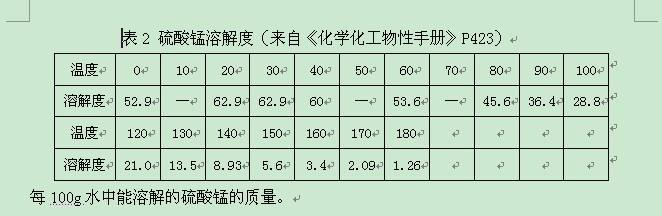 表2 硫酸锰溶解度（来自《化学化工物性手册》P423）
温度 0 10 20 30 40 50 60 70 80 90 100
溶解度 52.9 — 62.9 62.9 60 — 53.6 — 45.6 36.4 28.8
温度 120 130 140 150 160 170 180
溶解度 21.0 13.5 8.93 5.6 3.4 2.09 1.26
每100g水中能溶解的硫酸锰的质量。